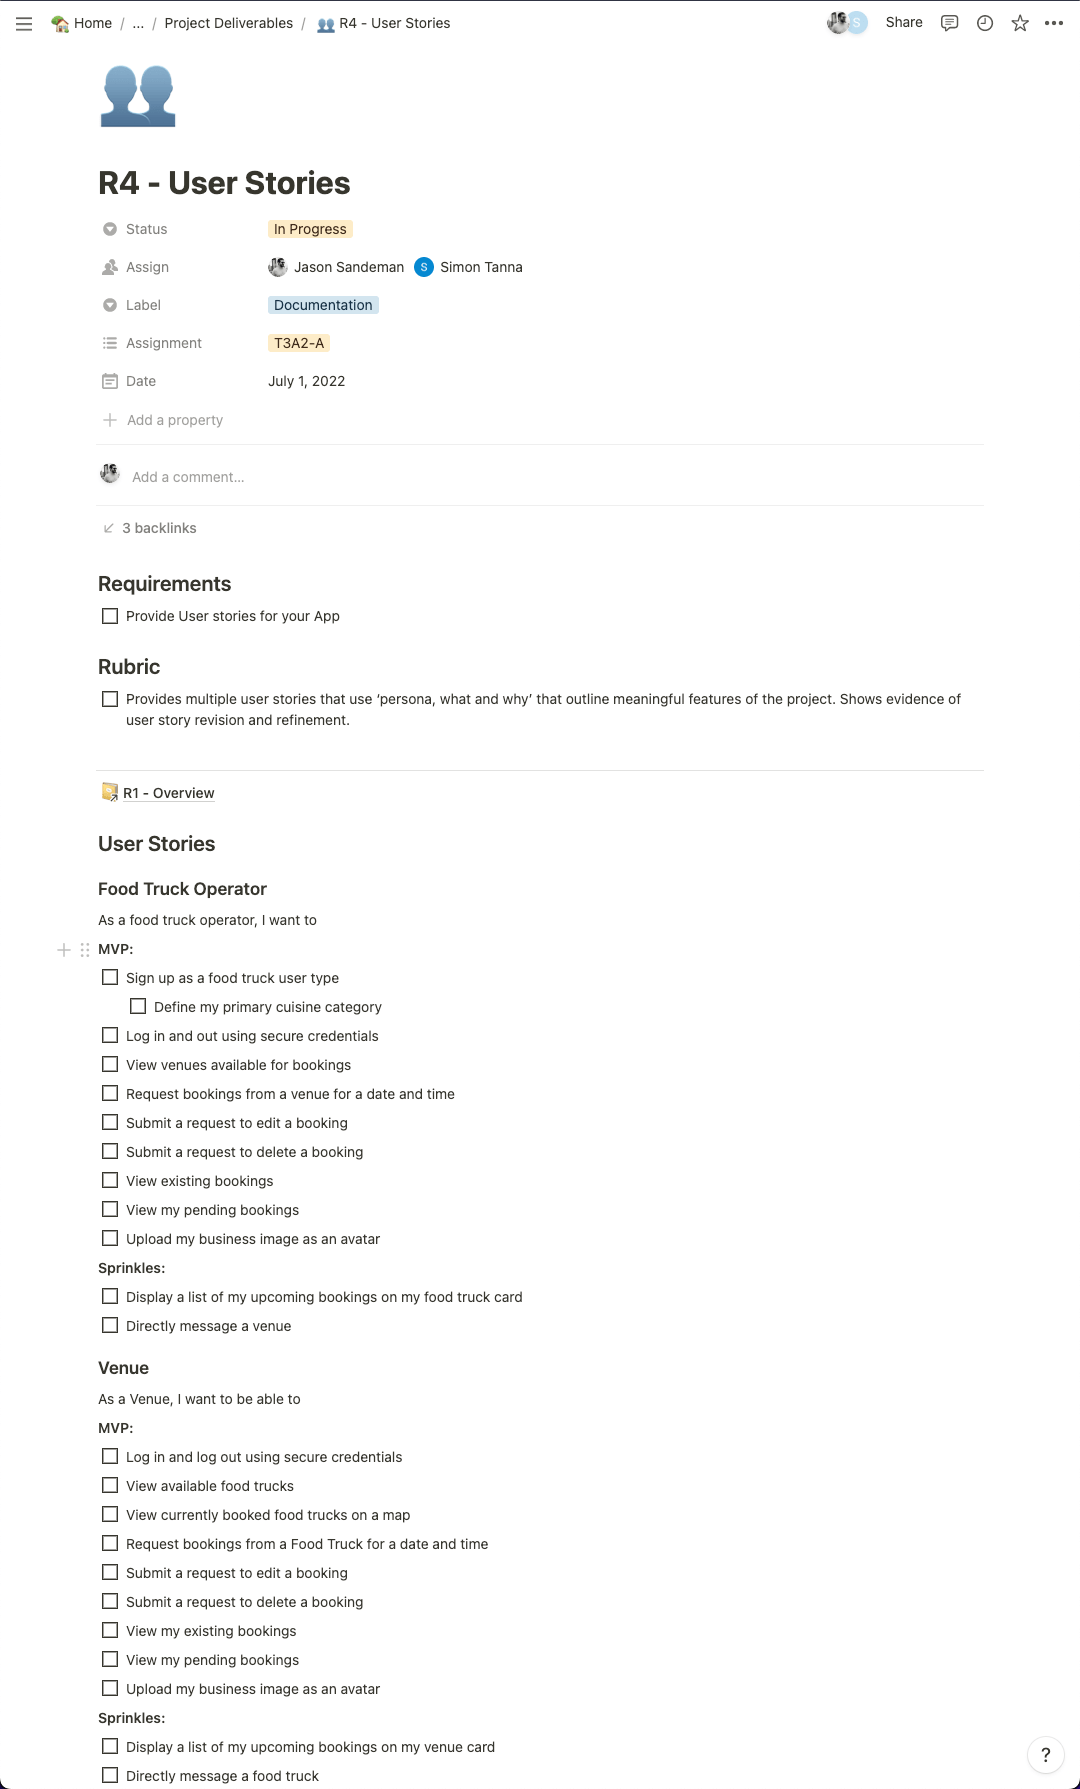 Home / ... / Project Deliverables / R4 - User Stories
S Share
R4 - User Stories
Status In Progress
Assign Jason Sandeman S Simon Tanna
Label Documentation
Assignment T3A2-A
Date July 1, 2022
Add a property
Add a comment...
3 backlinks
Requirements
Provide User stories for your App
Rubric
Provides multiple user stories that use ‘persona, what and why’ that outline meaningful features of the project. Shows evidence of
user story revision and refinement.
R1 - Overview
User Stories
Food Truck Operator
As a food truck operator, I want to
MVP:
Sign up as a food truck user type
Define my primary cuisine category
Log in and out using secure credentials
View venues available for bookings
Request bookings from a venue for a date and time
Submit a request to edit a booking
Submit a request to delete a booking
View existing bookings
View my pending bookings
Upload my business image as an avatar
Sprinkles:
Display a list of my upcoming bookings on my food truck card
Directly message a venue
Venue
As a Venue, I want to be able to
MVP:
Log in and log out using secure credentials
View available food trucks
View currently booked food trucks on a map
Request bookings from a Food Truck for a date and time
Submit a request to edit a booking
Submit a request to delete a booking
View my existing bookings
View my pending bookings
Upload my business image as an avatar
Sprinkles:
Display a list of my upcoming bookings on my venue card
?
Directly message a food truck